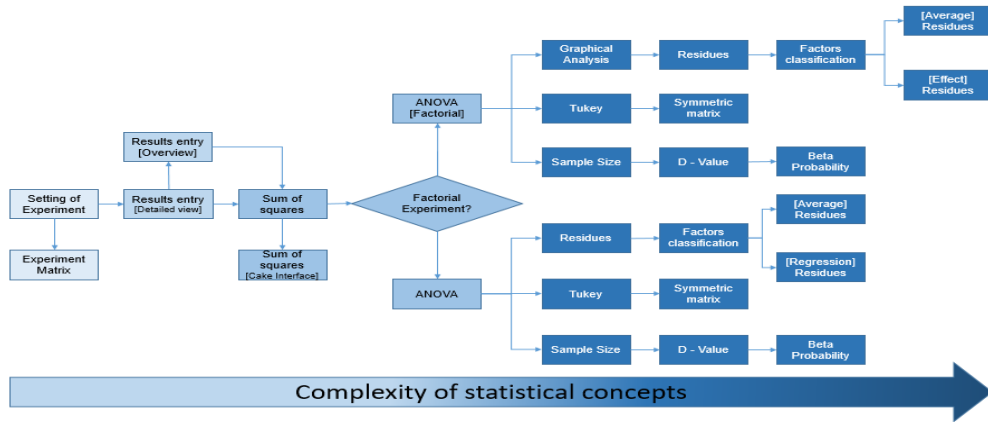 [Average]
Residues
Graphical
Analysis
Residues
Factors
classification
[Effect]
Residues
ANOVA
[Factorial]
Tukey
Symmetric
matrix
Results entry
[Overview]
Sample Size
D - Value
Beta
Probability
Setting of
Experiment
Results entry
[Detailed view]
Sum of
squares
Factorial
Experiment?
[Average]
Residues
Residues
Factors
classification
Experiment
Matrix
Sum of
squares
[Cake Interface]
[Regression]
Residues
ANOVA
Tukey
Symmetric
matrix
Sample Size
D - Value
Beta
Probability
Complexity of statistical concepts